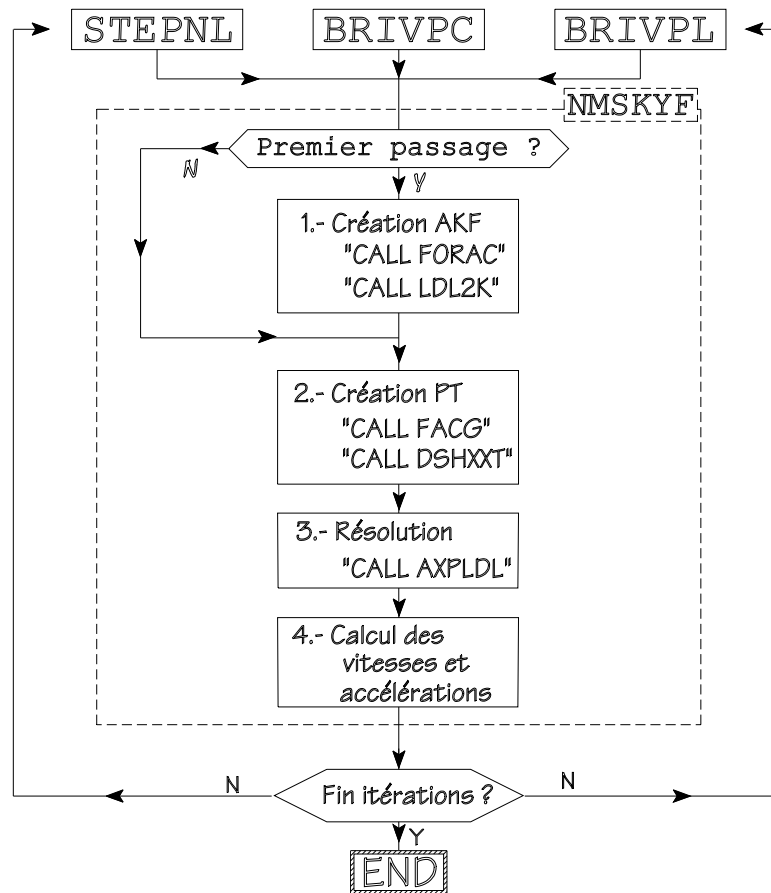 STEPNL
BRIVPC
BRIVPL
NMSKYF
Premier passage ?
N
Y
1.- Création AKF
"CALL FORAC"
"CALL LDL2K"
2.- Création PT
"CALL FACG"
"CALL DSHXXT"
3.- Résolution
"CALL AXPLDL"
4.- Calcul des
vitesses et
accélérations
N
Fin itérations ?
N
Y
END